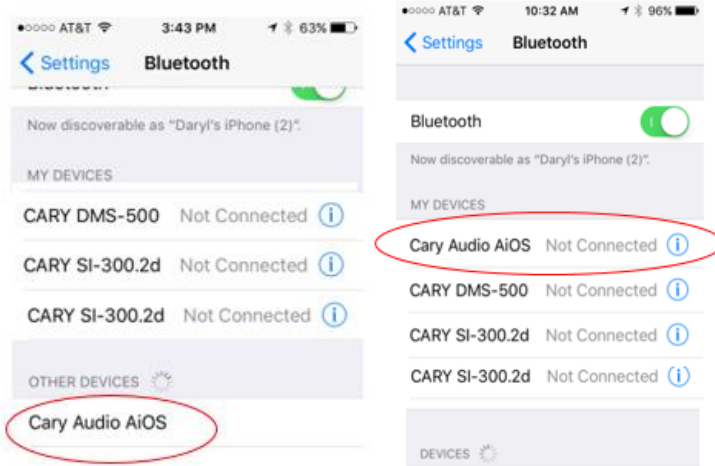 AT&T 3:43 PM 63%
Settings Bluetooth
Bluetooth
Now discoverable as "Daryl's iPhone (2)".
MY DEVICES
CARY DMS-500 Not Connected
CARY SI-300.2d Not Connected
CARY SI-300.2d Not Connected
OTHER DEVICES
Cary Audio AiOS
AT&T 10:32 AM 96%
Settings Bluetooth
Bluetooth
Now discoverable as "Daryl's iPhone (2)".
MY DEVICES
Cary Audio AiOS Not Connected
CARY DMS-500 Not Connected
CARY SI-300.2d Not Connected
CARY SI-300.2d Not Connected
DEVICES